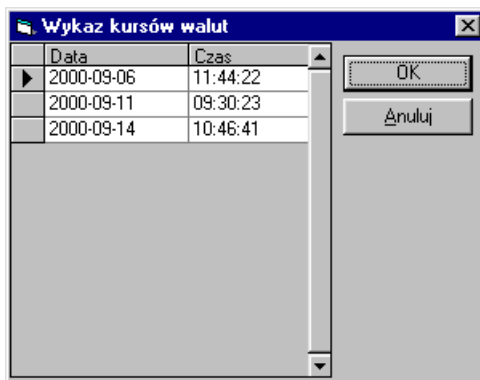 Wykaz kursów walut
Data Czas
2000-09-06 11:44:22
2000-09-11 09:30:23
2000-09-14 10:46:41
OK
Anuluj